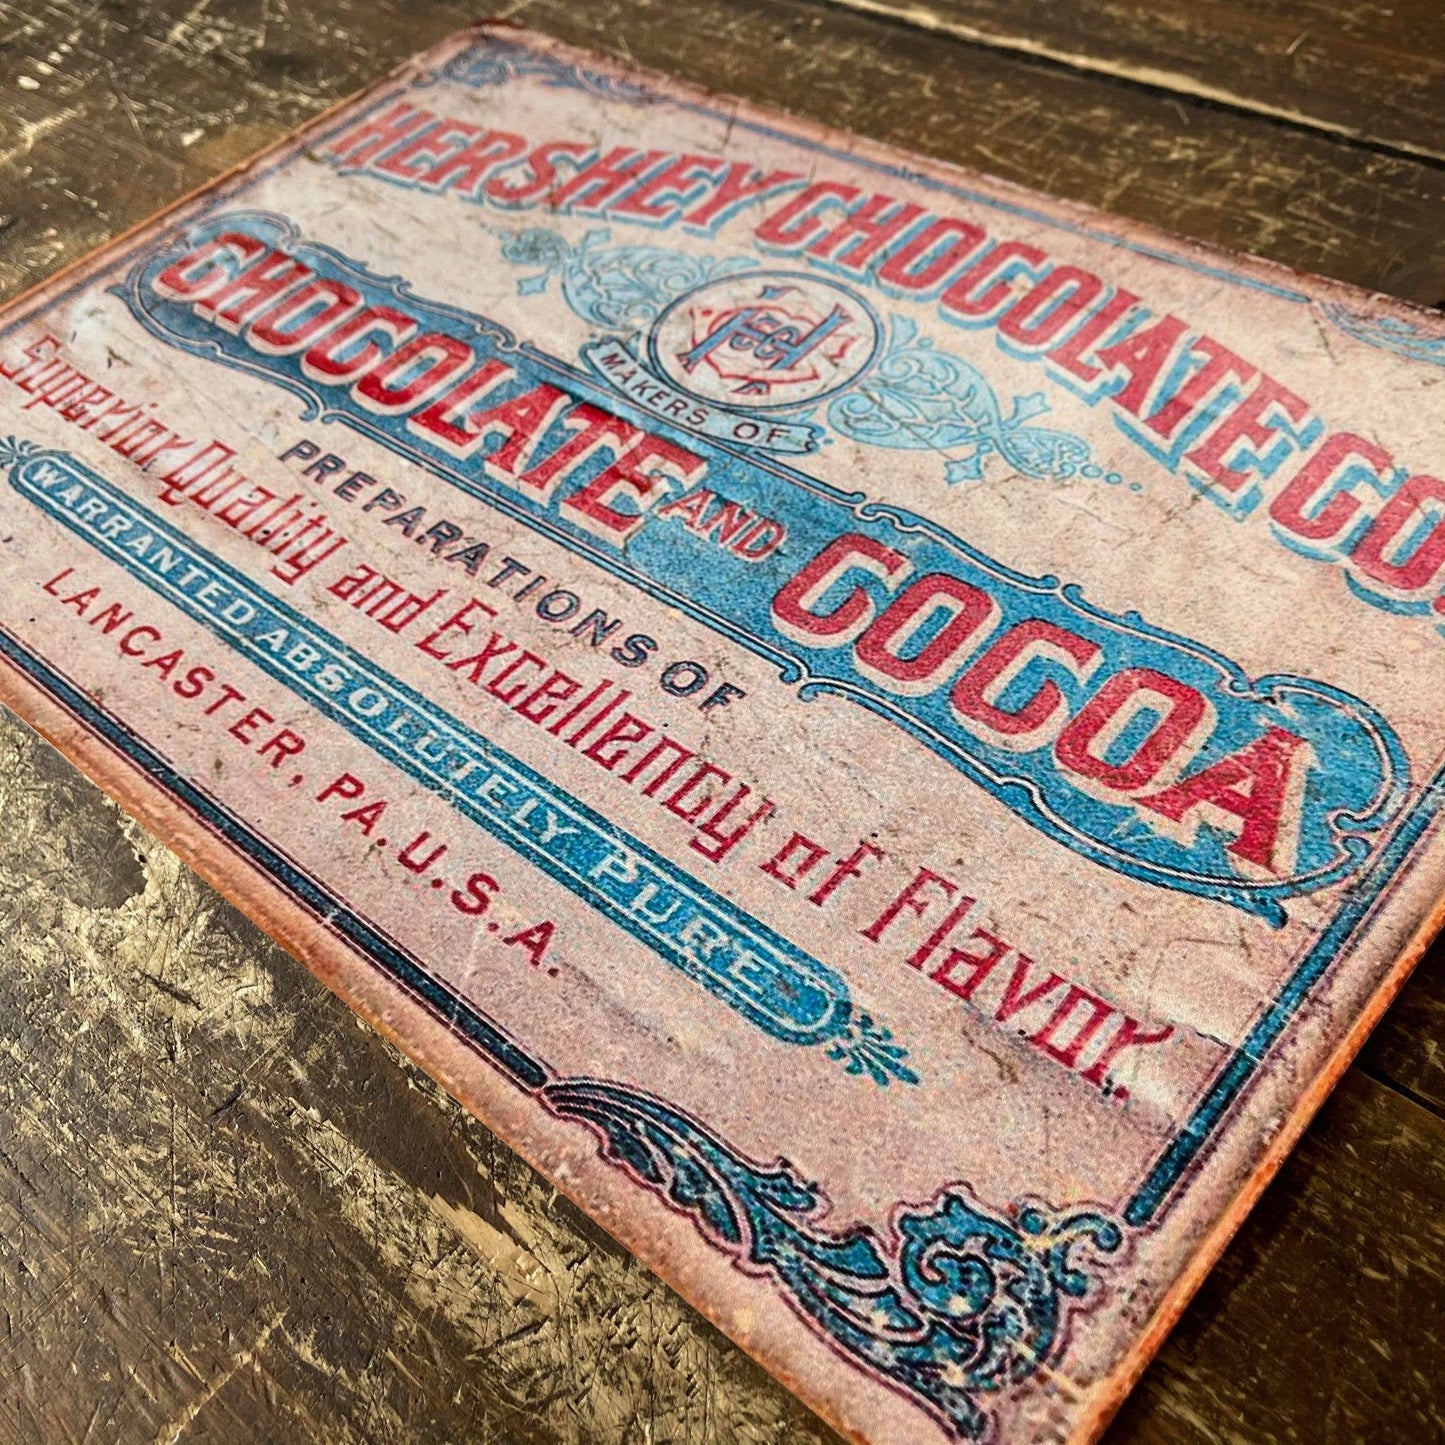 HERSHEY CHOCOLATE CO.
MAKERS OF
CHOCOLATE AND COCOA
PREPARATIONS OF
Superior Quality and Excellency of Flavor.
WARRANTED ABSOLUTELY PURE
LANCASTER, PA. U.S.A.